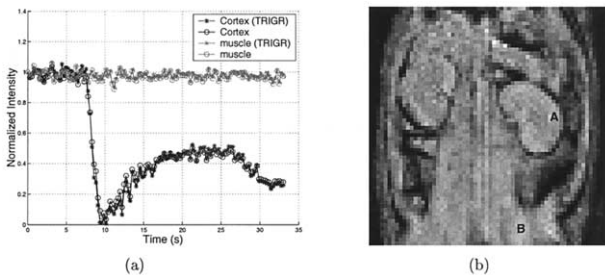 1.4
1.2
1
0.8
0.6
0.4
0.2
0
0 5 10 15 20 25 30 35
Normalized Intensity
Time (s)
Cortex (TRIGR)
Cortex
muscle (TRIGR)
muscle
(a)
A
B
(b)